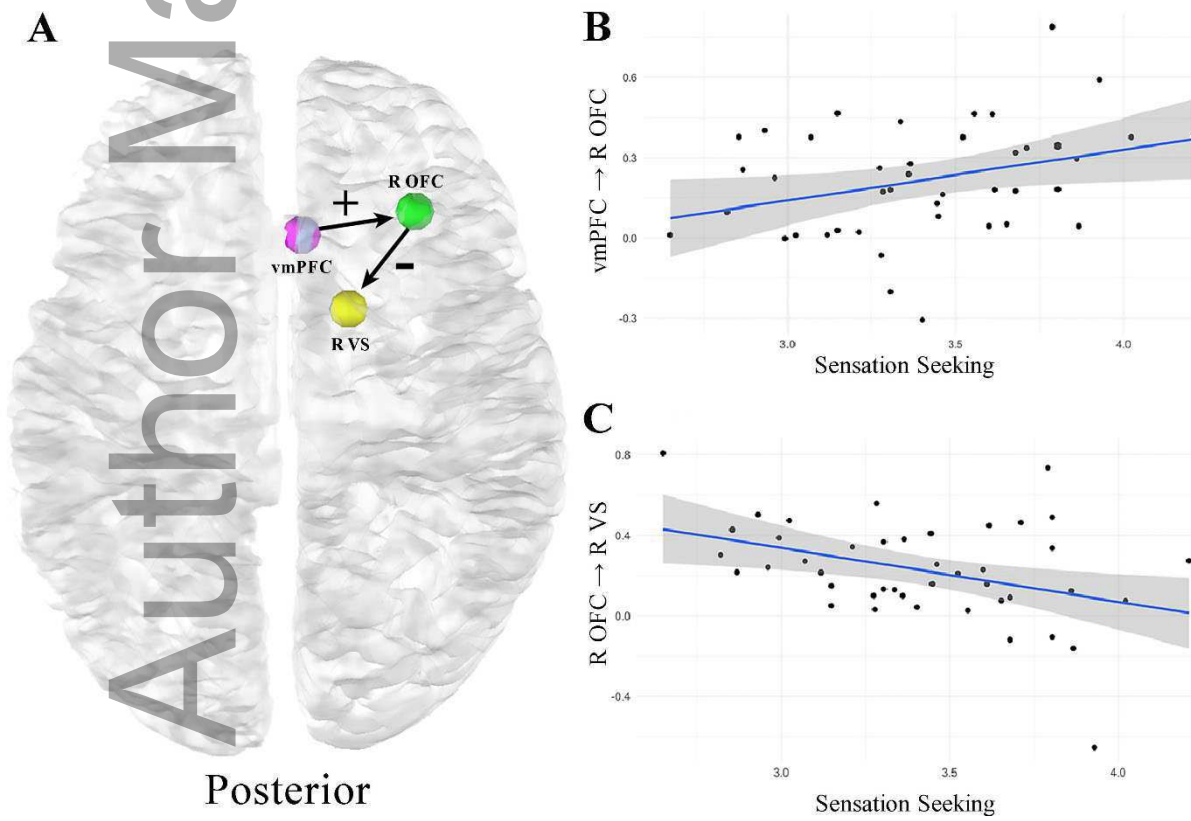 A
Author Ma
R OFC
+
vmPFC
-
R VS
Posterior
B
vmPFC → R OFC
0.6
0.3
0.0
-0.3
3.0 3.5 4.0
Sensation Seeking
C
R OFC → R VS
0.8
0.4
0.0
-0.4
3.0 3.5 4.0
Sensation Seeking